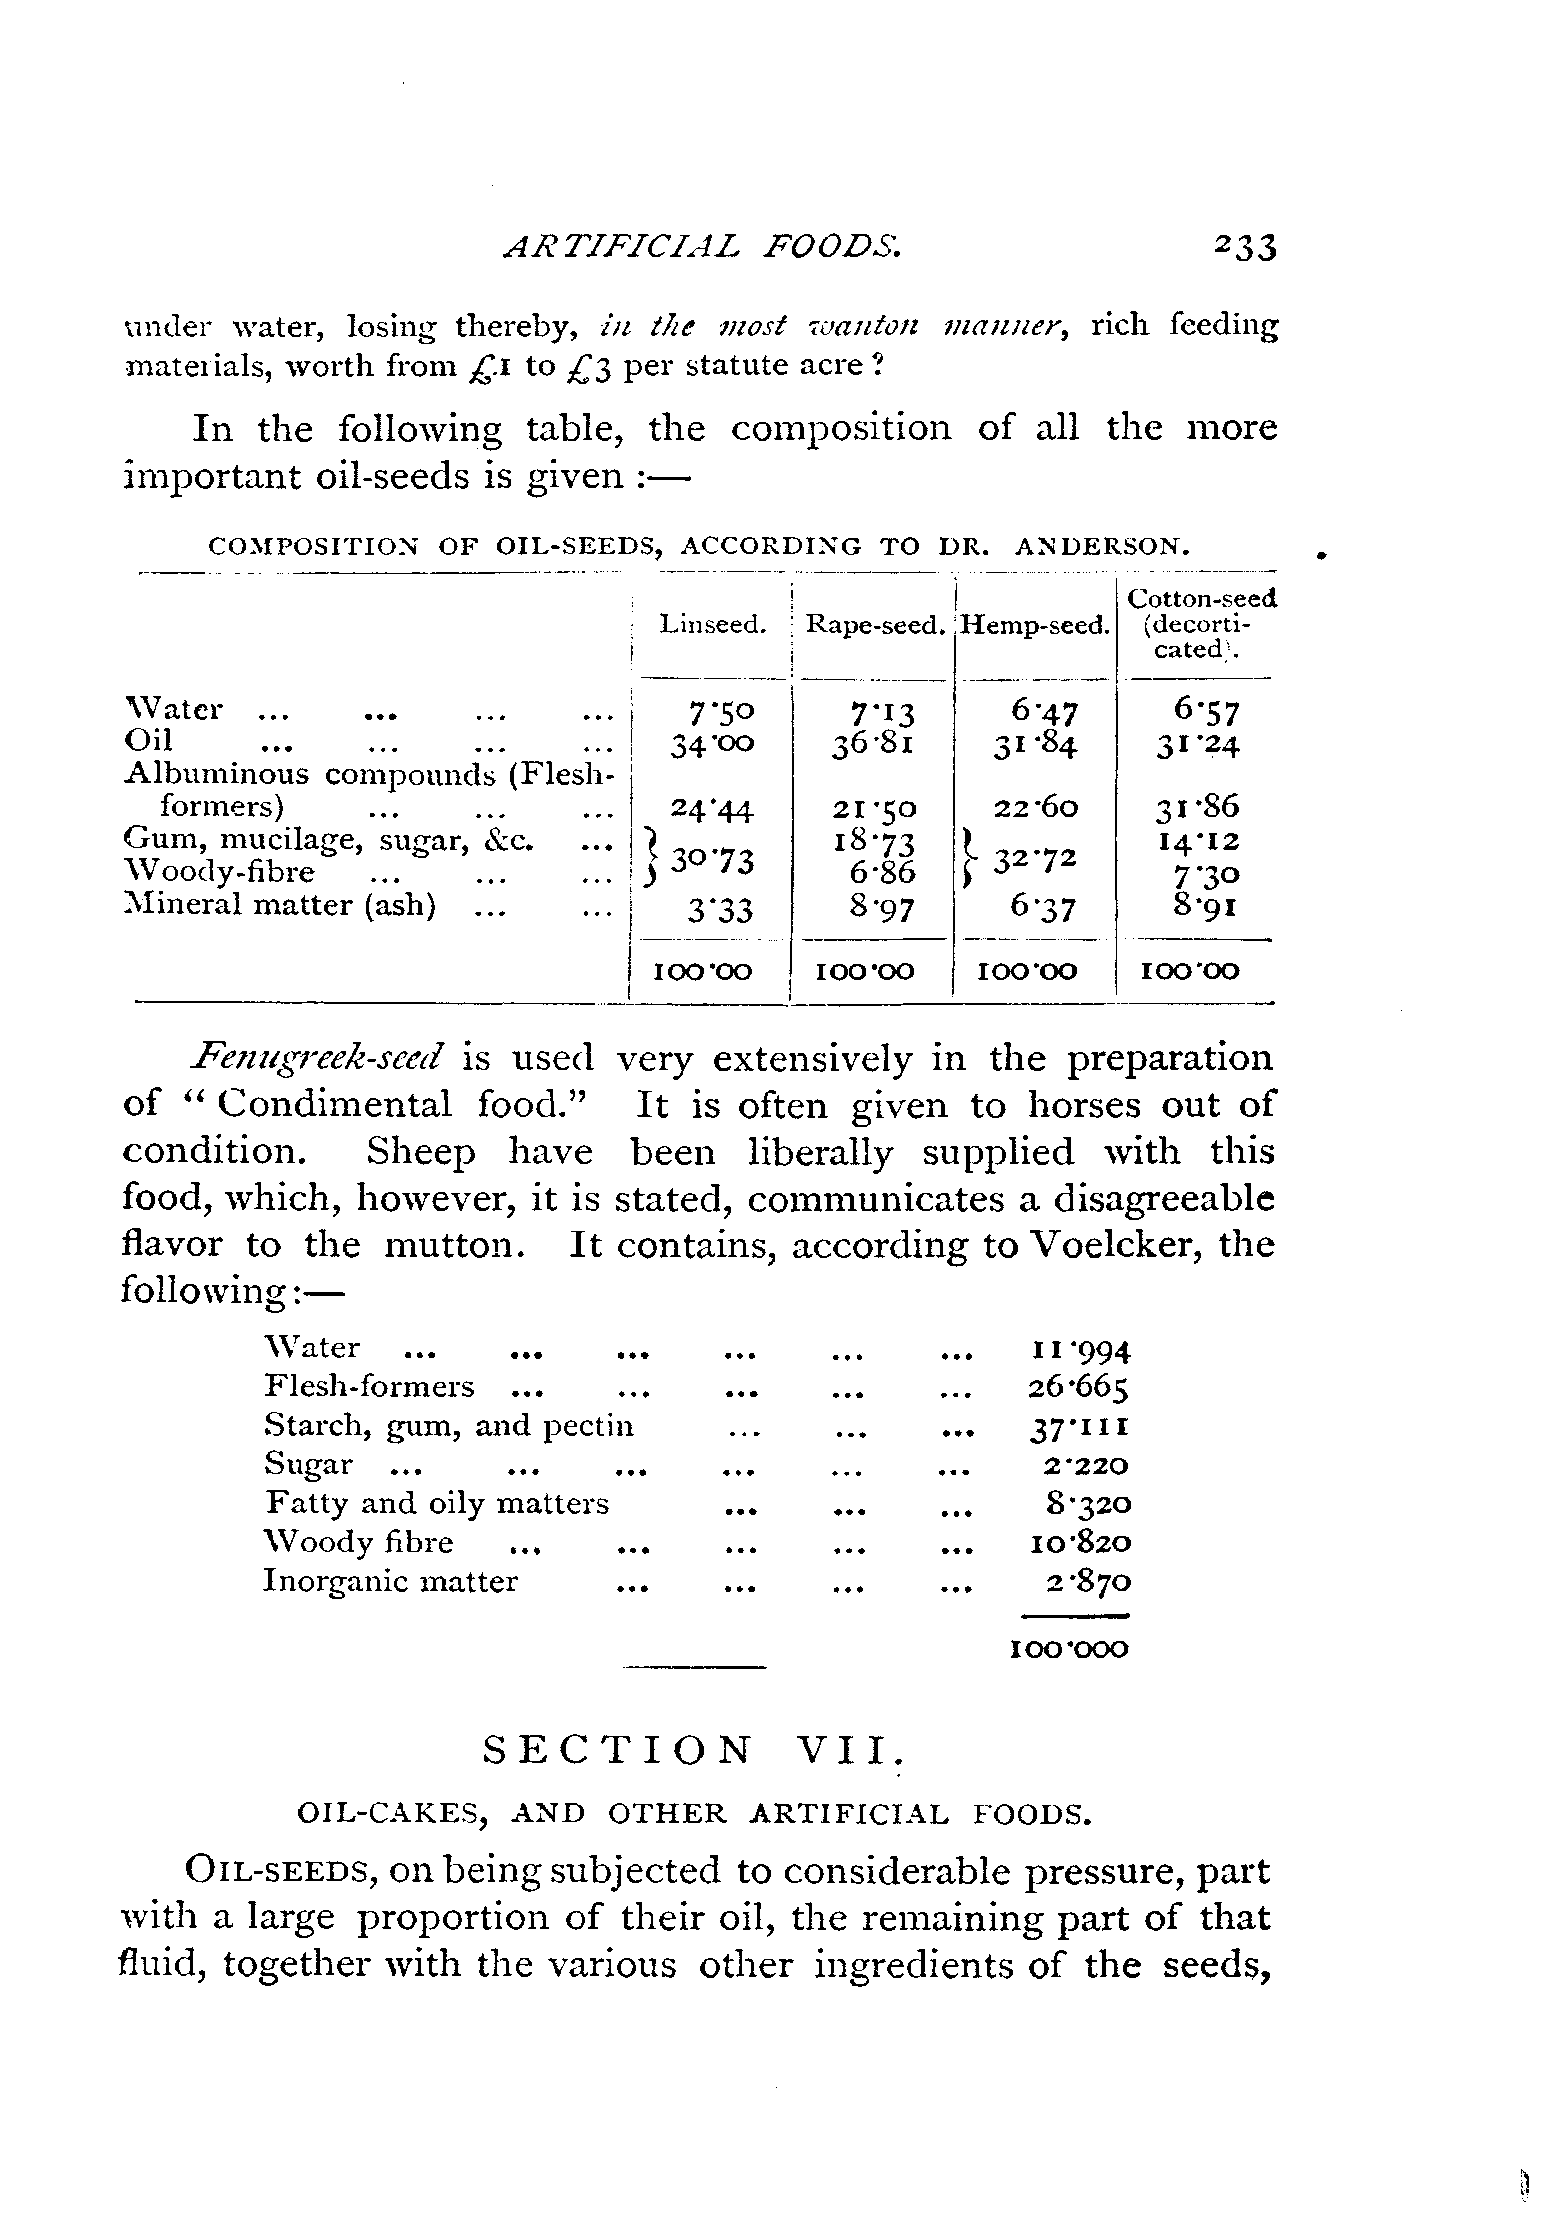 ARTIFICIAL FOODS. 233
under water, losing thereby, in the most wanton manner, rich feeding
materials, worth from £1 to £3 per statute acre?
In the following table, the composition of all the more
important oil-seeds is given :—
COMPOSITION OF OIL-SEEDS, ACCORDING TO DR. ANDERSON.
Linseed. Rape-seed. Hemp-seed. Cotton-seed (decorti-cated).
Water ... ... ... ... 7·50 7·13 6·47 6·57
Oil ... ... ... ... 34·00 36·81 31·84 31·24
Albuminous compounds (Flesh-
formers) ... ... ... 24·44 21·50 22·60 31·86
Gum, mucilage, sugar, &c. ... } 30·73 18·73 } 32·72 14·12
Woody-fibre ... ... ... 6·86 7·30
Mineral matter (ash) ... ... 3·33 8·97 6·37 8·91
100·00 100·00 100·00 100·00
Fenugreek-seed is used very extensively in the preparation
of “ Condimental food.” It is often given to horses out of
condition. Sheep have been liberally supplied with this
food, which, however, it is stated, communicates a disagreeable
flavor to the mutton. It contains, according to Voelcker, the
following:—
Water ... ... ... ... ... ... 11·994
Flesh-formers ... ... ... ... ... 26·665
Starch, gum, and pectin ... ... ... 37·111
Sugar ... ... ... ... ... ... 2·220
Fatty and oily matters ... ... ... 8·320
Woody fibre ... ... ... ... ... 10·820
Inorganic matter ... ... ... ... 2·870
100·000
SECTION VII.
OIL-CAKES, AND OTHER ARTIFICIAL FOODS.
OIL-SEEDS, on being subjected to considerable pressure, part
with a large proportion of their oil, the remaining part of that
fluid, together with the various other ingredients of the seeds,